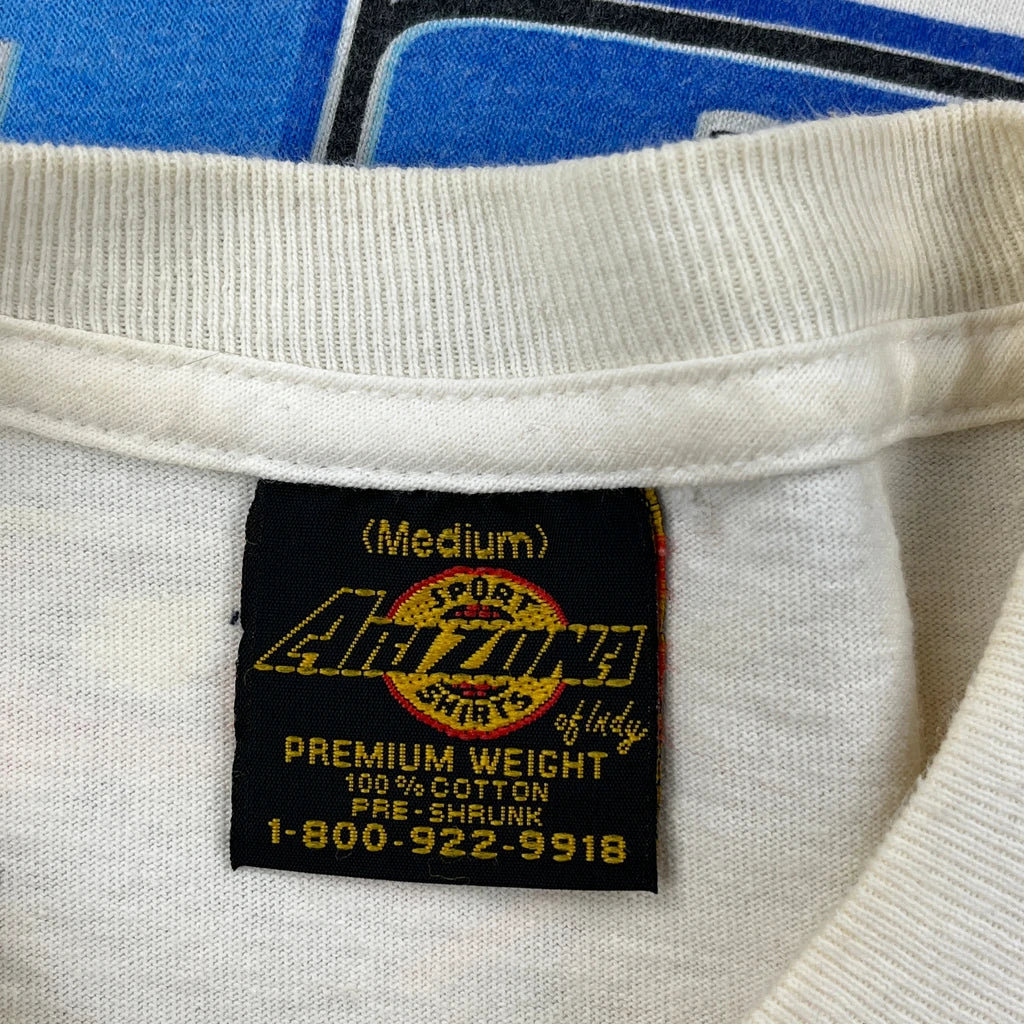 (Medium)
SPORT
ARIZONA
SHIRTS
of Indy
PREMIUM WEIGHT
100% COTTON
PRE-SHRUNK
1-800-922-9918